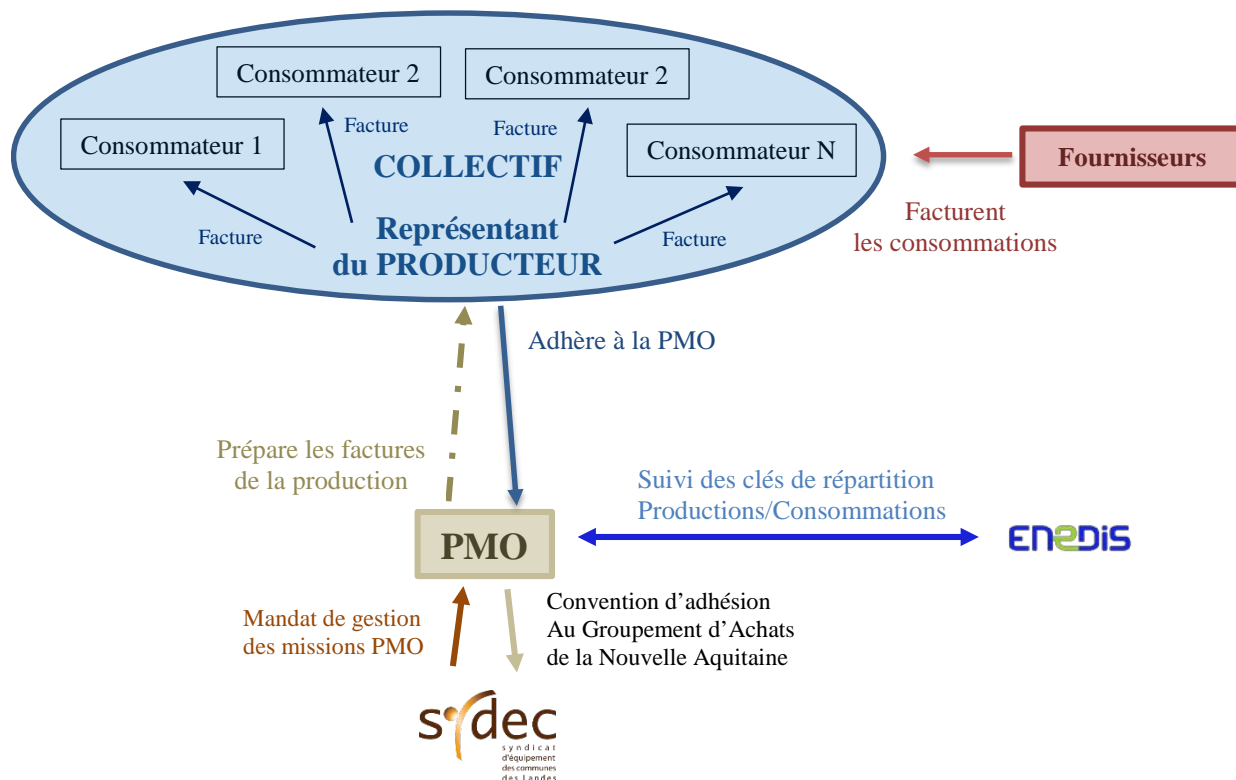 Consommateur 2
Consommateur 2
Facture
Facture
Consommateur 1
Consommateur N
COLLECTIF
Fournisseurs
Facture
Représentant
du PRODUCTEUR
Facture
Facturent
les consommations
Adhère à la PMO
Prépare les factures
de la production
Suivi des clés de répartition
Productions/Consommations
PMO
ENEDIS
Mandat de gestion
des missions PMO
Convention d’adhésion
Au Groupement d’Achats
de la Nouvelle Aquitaine
sydec
syndicat
d'équipement
des communes
des Landes